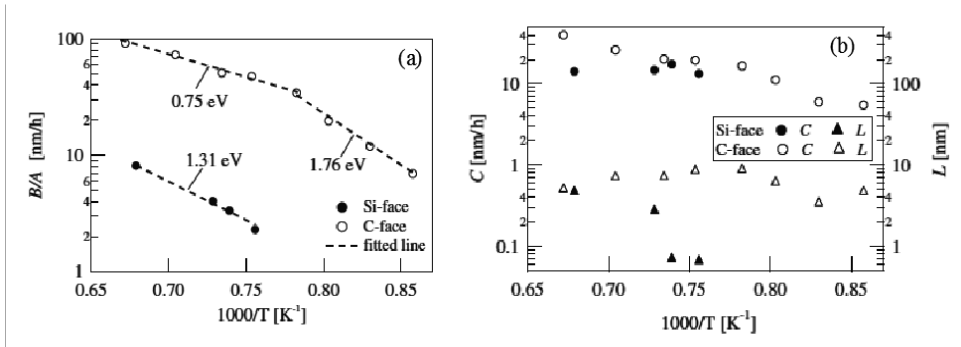 (a)
B/A [nm/h]
100
6
4
2
10
6
4
2
1
0.75 eV
1.76 eV
1.31 eV
Si-face
C-face
fitted line
0.65 0.70 0.75 0.80 0.85
1000/T [K⁻¹]
(b)
C [nm/h]
4
2
10
4
2
1
4
2
0.1
Si-face C L
C-face C L
4
2
100
4
2
10
4
2
1
L [nm]
0.65 0.70 0.75 0.80 0.85
1000/T [K⁻¹]